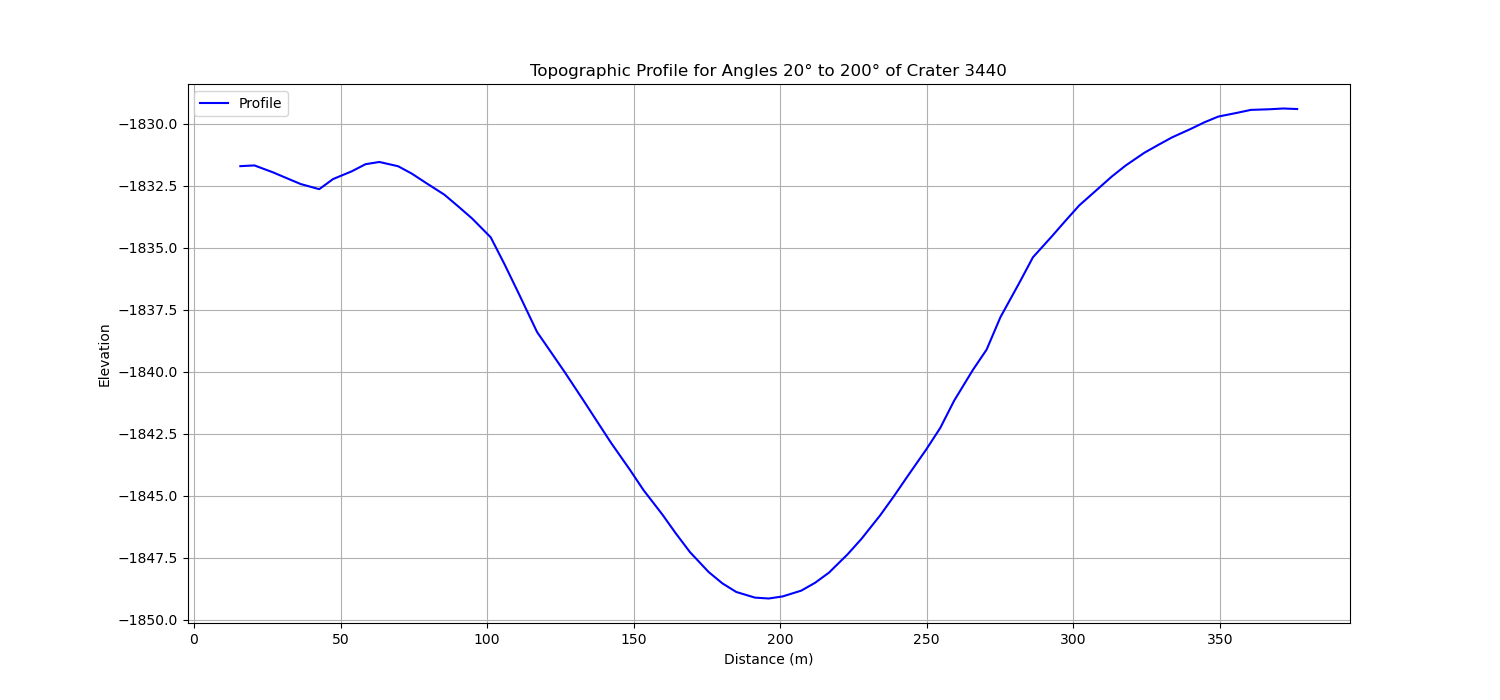 Topographic Profile for Angles 20° to 200° of Crater 3440
Profile
−1830.0
−1832.5
−1835.0
−1837.5
−1840.0
−1842.5
−1845.0
−1847.5
−1850.0
Elevation
0 50 100 150 200 250 300 350
Distance (m)